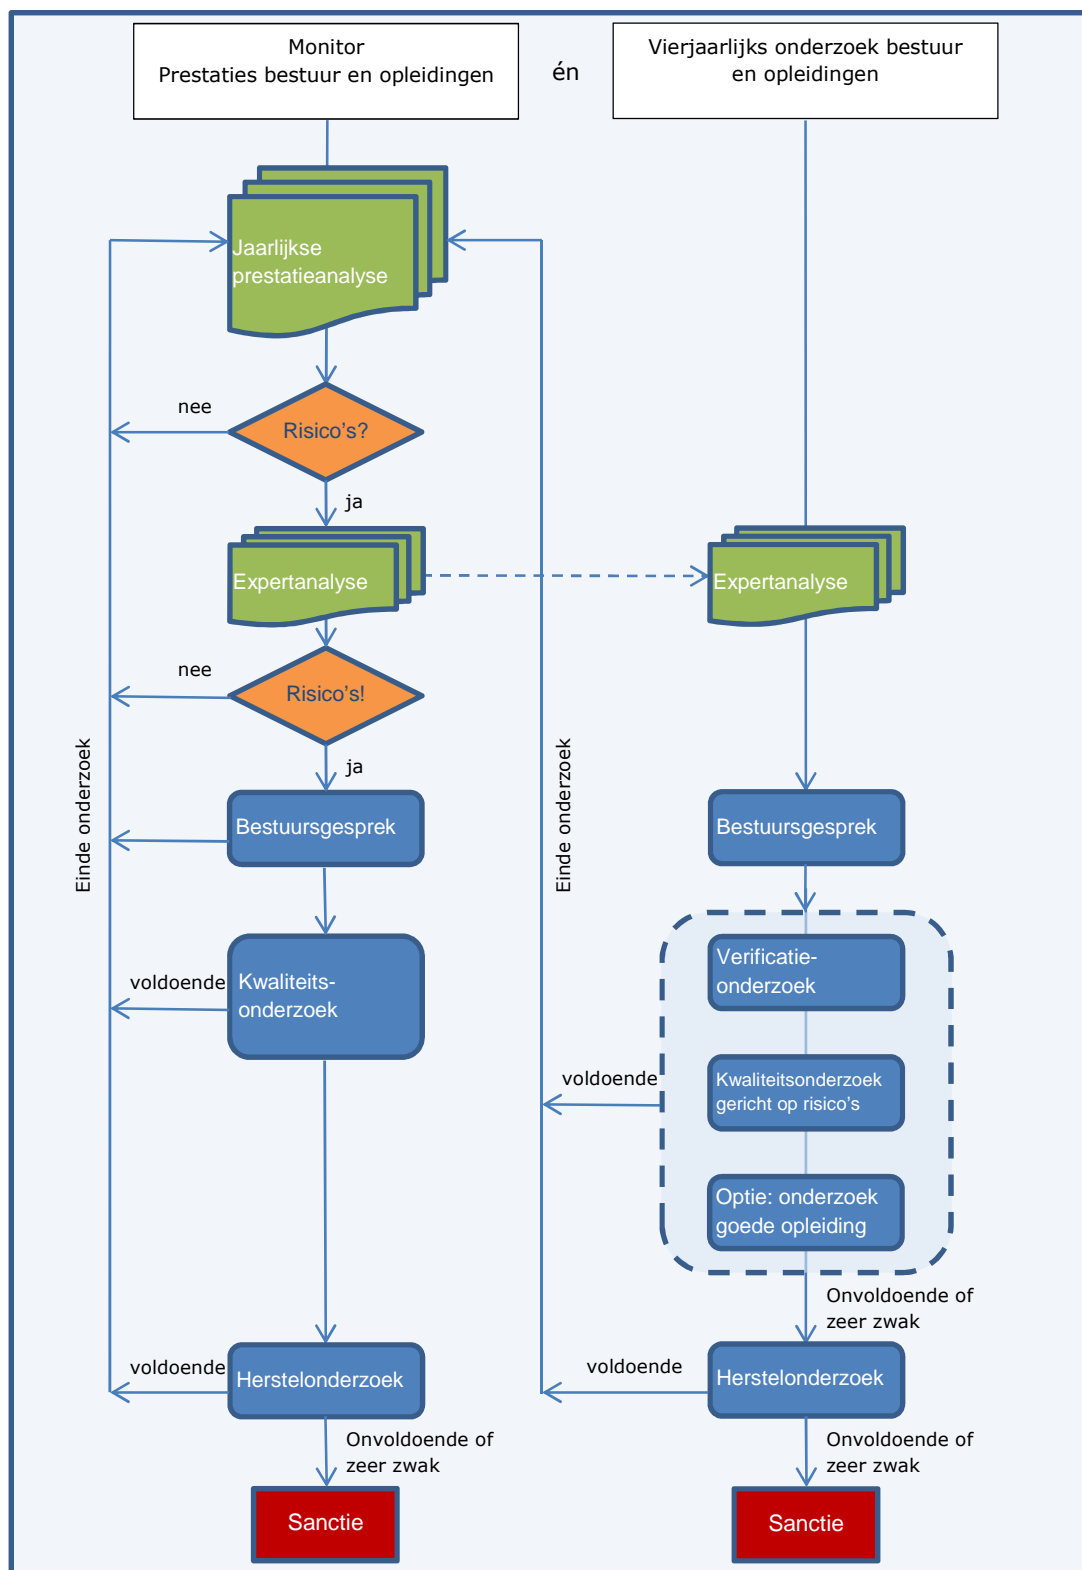 Monitor
Prestaties bestuur en opleidingen
én
Vierjaarlijks onderzoek bestuur
en opleidingen
Jaarlijkse
prestatieanalyse
nee
Risico's?
ja
Expertanalyse
Expertanalyse
nee
Risico's!
ja
Einde onderzoek
Einde onderzoek
Bestuursgesprek
Bestuursgesprek
voldoende
Kwaliteits-
onderzoek
Verificatie-
onderzoek
voldoende
Kwaliteitsonderzoek
gericht op risico's
Optie: onderzoek
goede opleiding
Onvoldoende of
zeer zwak
voldoende
Herstelonderzoek
voldoende
Herstelonderzoek
Onvoldoende of
zeer zwak
Onvoldoende of
zeer zwak
Sanctie
Sanctie